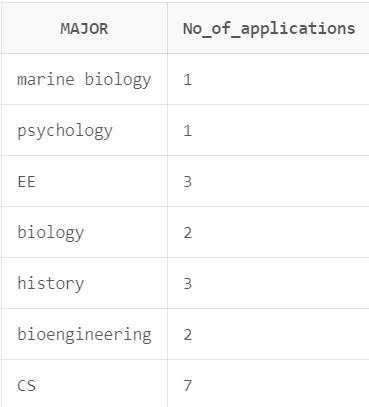 MAJOR No_of_applications
marine biology 1
psychology 1
EE 3
biology 2
history 3
bioengineering 2
CS 7